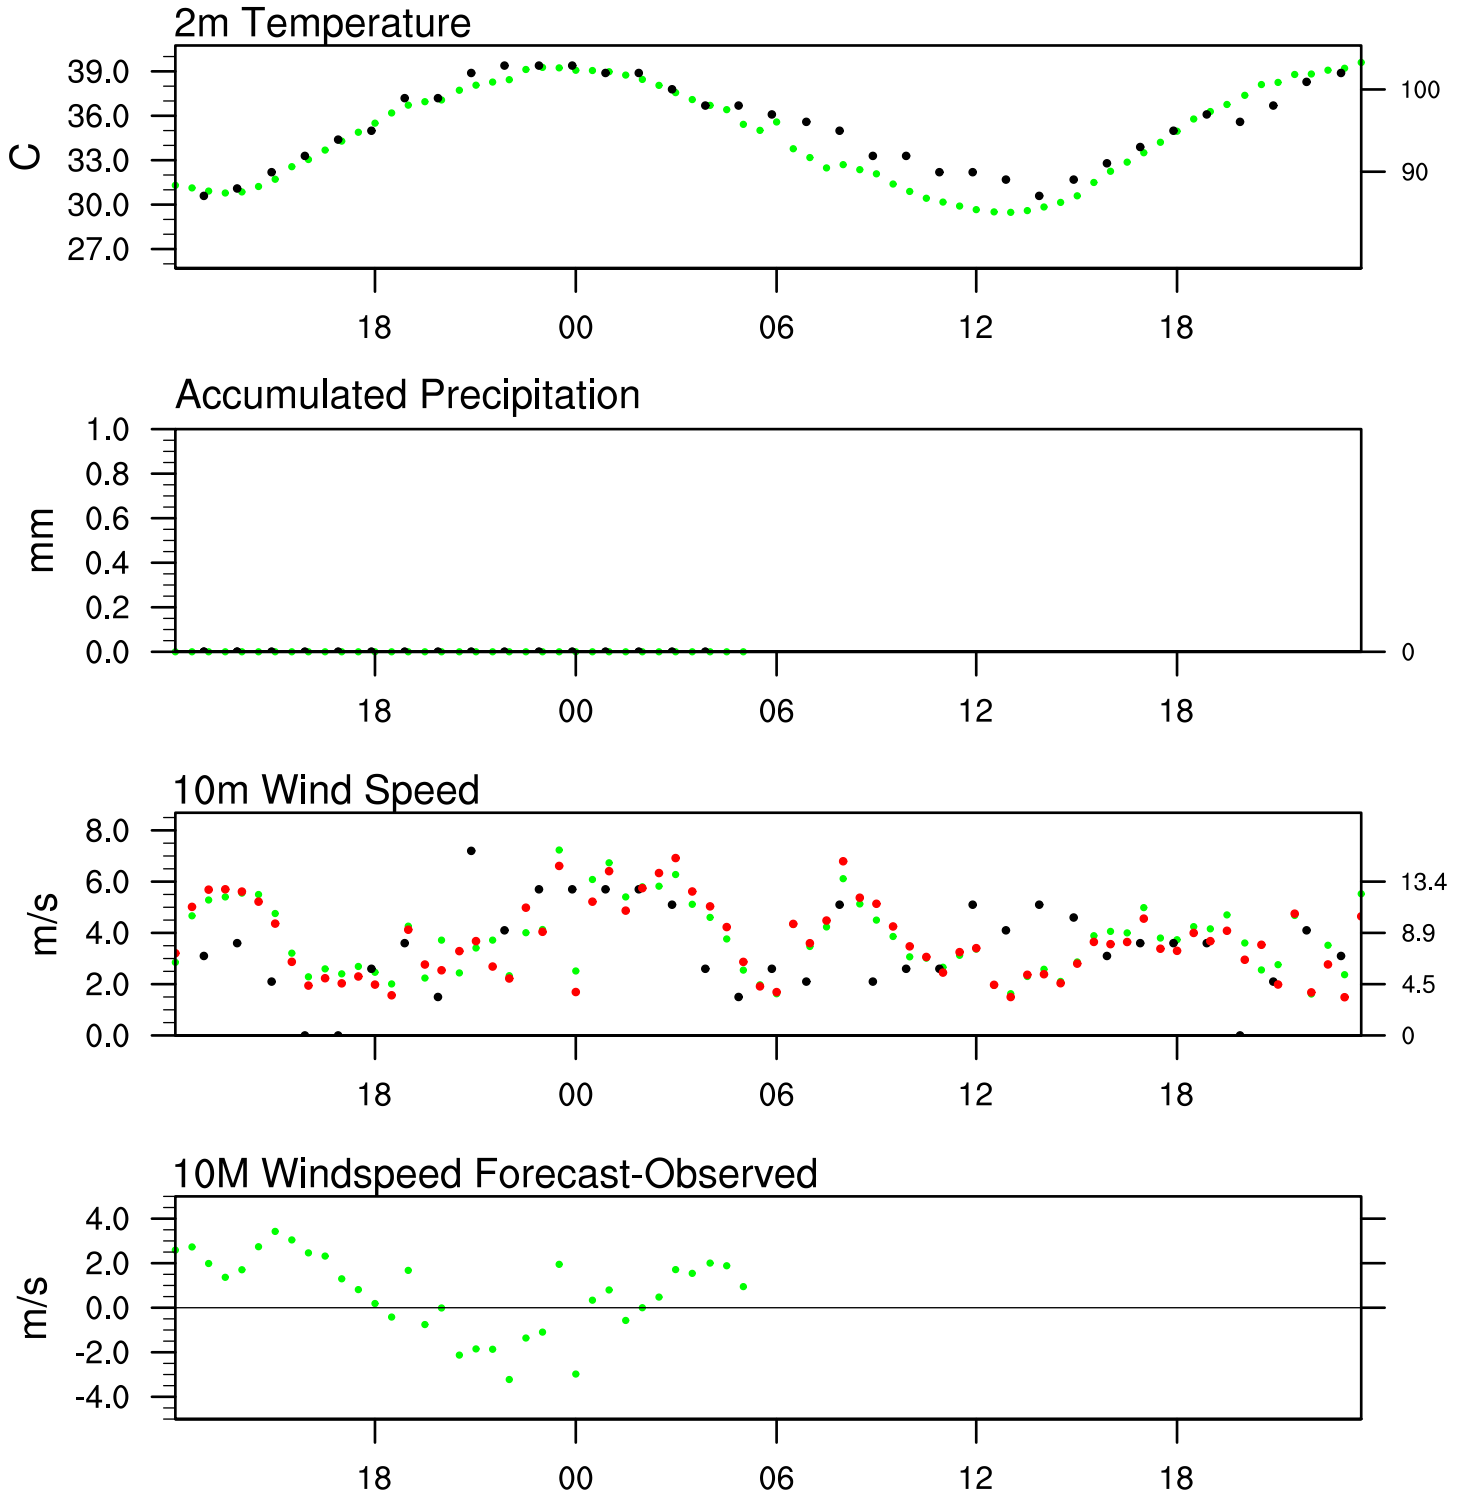 2m Temperature
39.0
36.0
33.0
30.0
27.0
C
100
90
18 00 06 12 18
Accumulated Precipitation
1.0
0.8
0.6
0.4
0.2
0.0
mm
0
18 00 06 12 18
10m Wind Speed
8.0
6.0
4.0
2.0
0.0
m/s
13.4
8.9
4.5
0
18 00 06 12 18
10M Windspeed Forecast-Observed
4.0
2.0
0.0
-2.0
-4.0
m/s
18 00 06 12 18